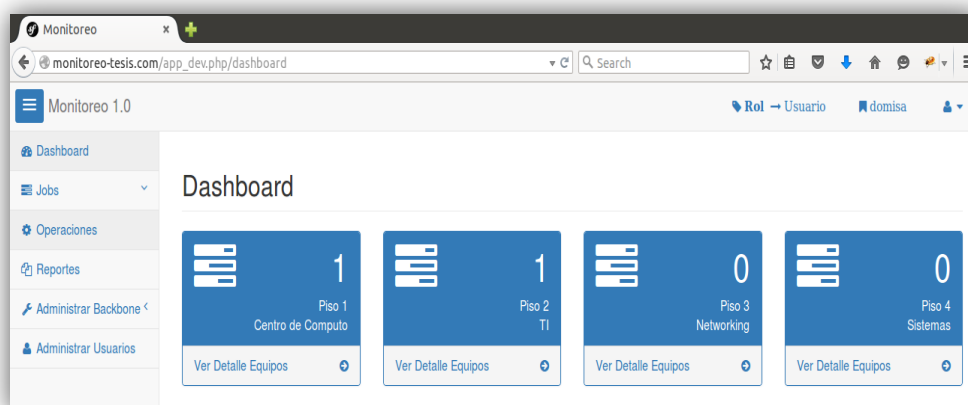 Monitoreo
monitoreo-tesis.com/app_dev.php/dashboard
Search
Monitoreo 1.0
Rol → Usuario
domisa
Dashboard
Jobs
Operaciones
Reportes
Administrar Backbone
Administrar Usuarios
Dashboard
1
Piso 1
Centro de Computo
Ver Detalle Equipos
1
Piso 2
TI
Ver Detalle Equipos
0
Piso 3
Networking
Ver Detalle Equipos
0
Piso 4
Sistemas
Ver Detalle Equipos